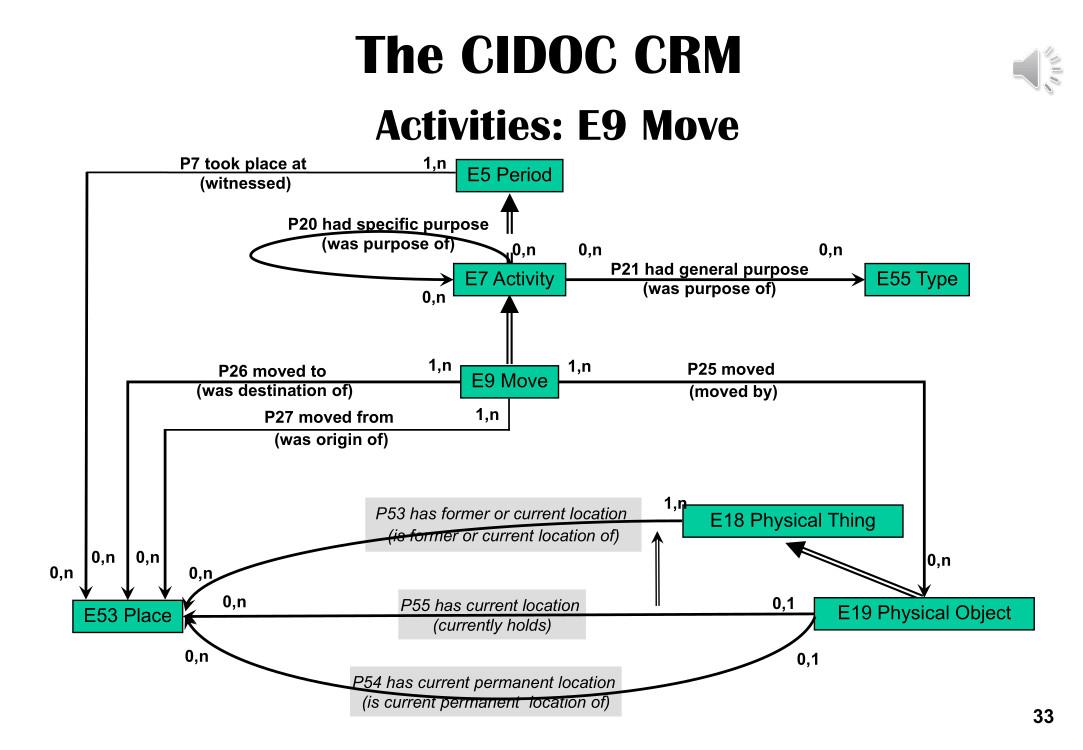 The CIDOC CRM
Activities: E9 Move
P7 took place at
(witnessed)
1,n
E5 Period
P20 had specific purpose
(was purpose of)
0,n
0,n
0,n
E7 Activity
P21 had general purpose
(was purpose of)
E55 Type
0,n
P26 moved to
(was destination of)
1,n
E9 Move
1,n
P25 moved
(moved by)
P27 moved from
(was origin of)
1,n
P53 has former or current location
(is former or current location of)
1,n
E18 Physical Thing
0,n
0,n
0,n
0,n
0,n
E53 Place
0,n
P55 has current location
(currently holds)
0,1
E19 Physical Object
0,n
0,1
P54 has current permanent location
(is current permanent location of)
33